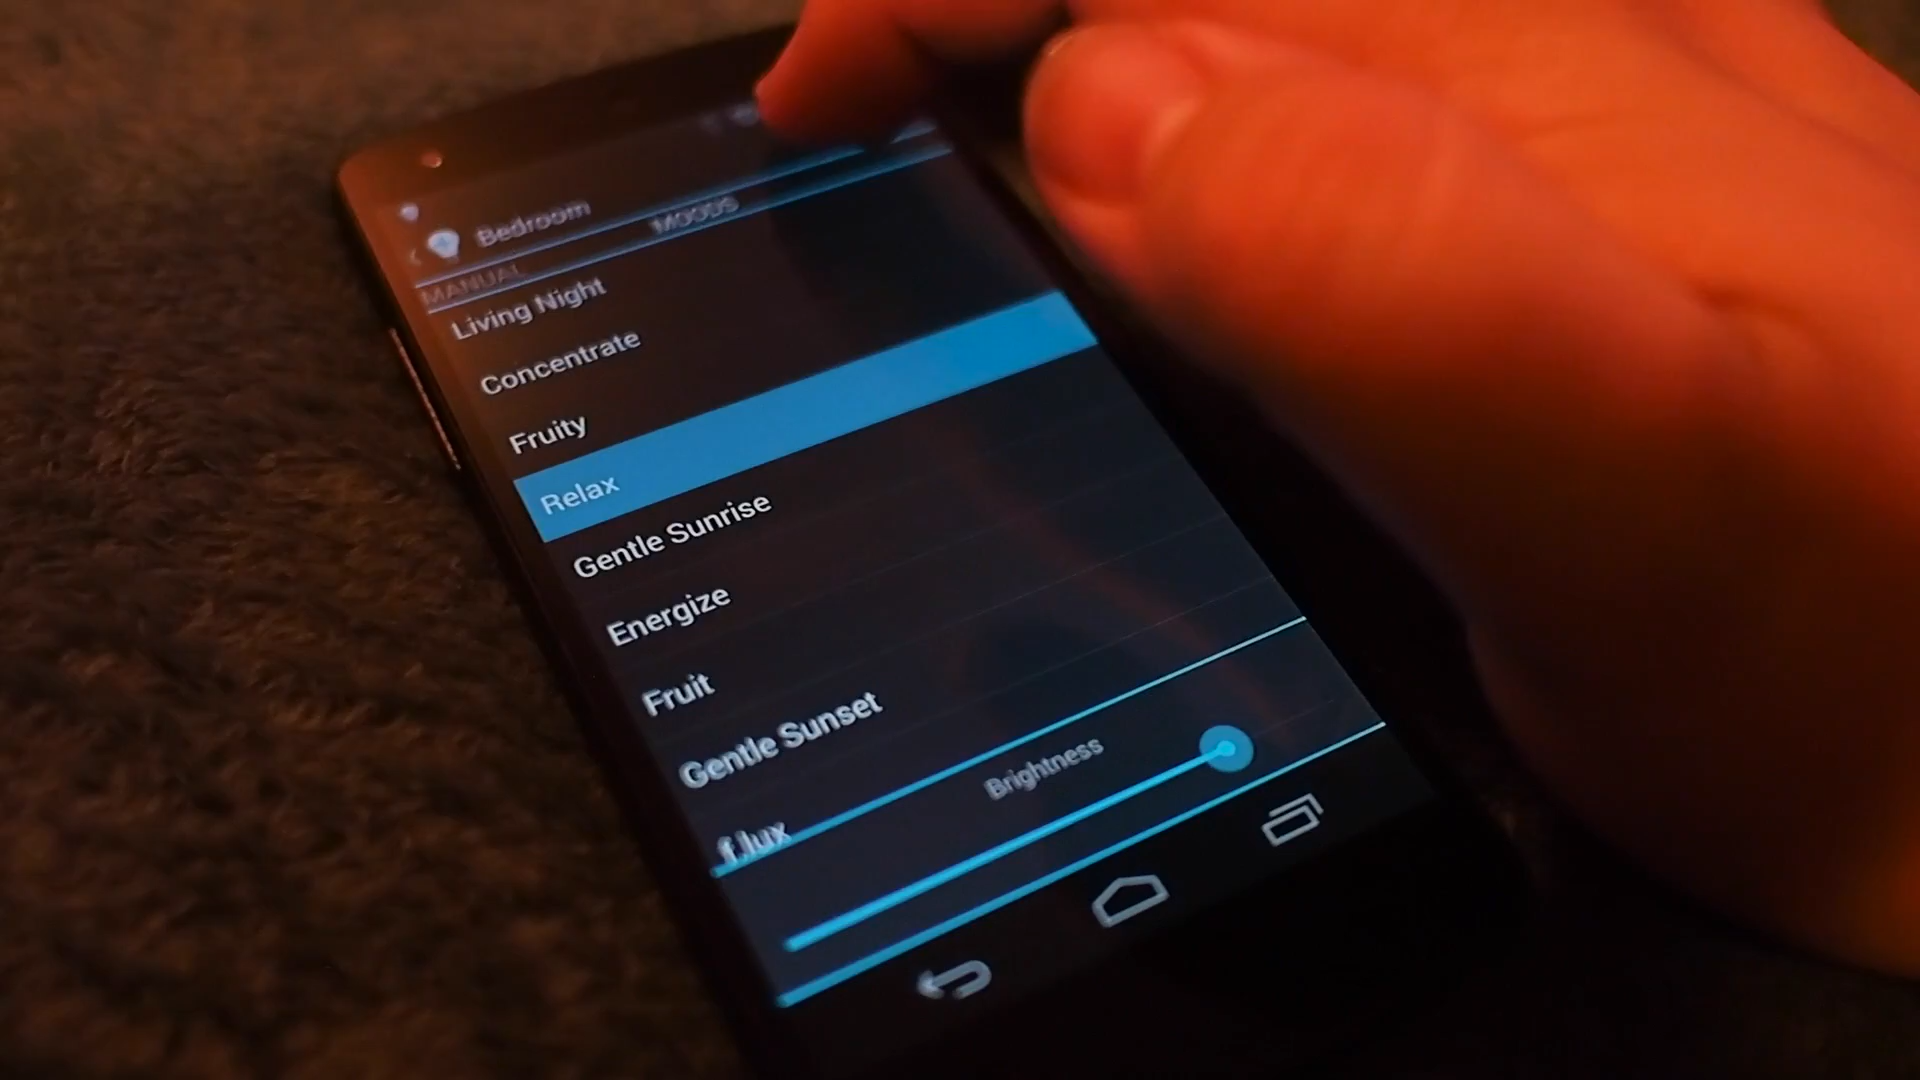 Bedroom
MANUAL
MOODS
Living Night
Concentrate
Fruity
Relax
Gentle Sunrise
Energize
Fruit
Gentle Sunset
f.lux
Brightness